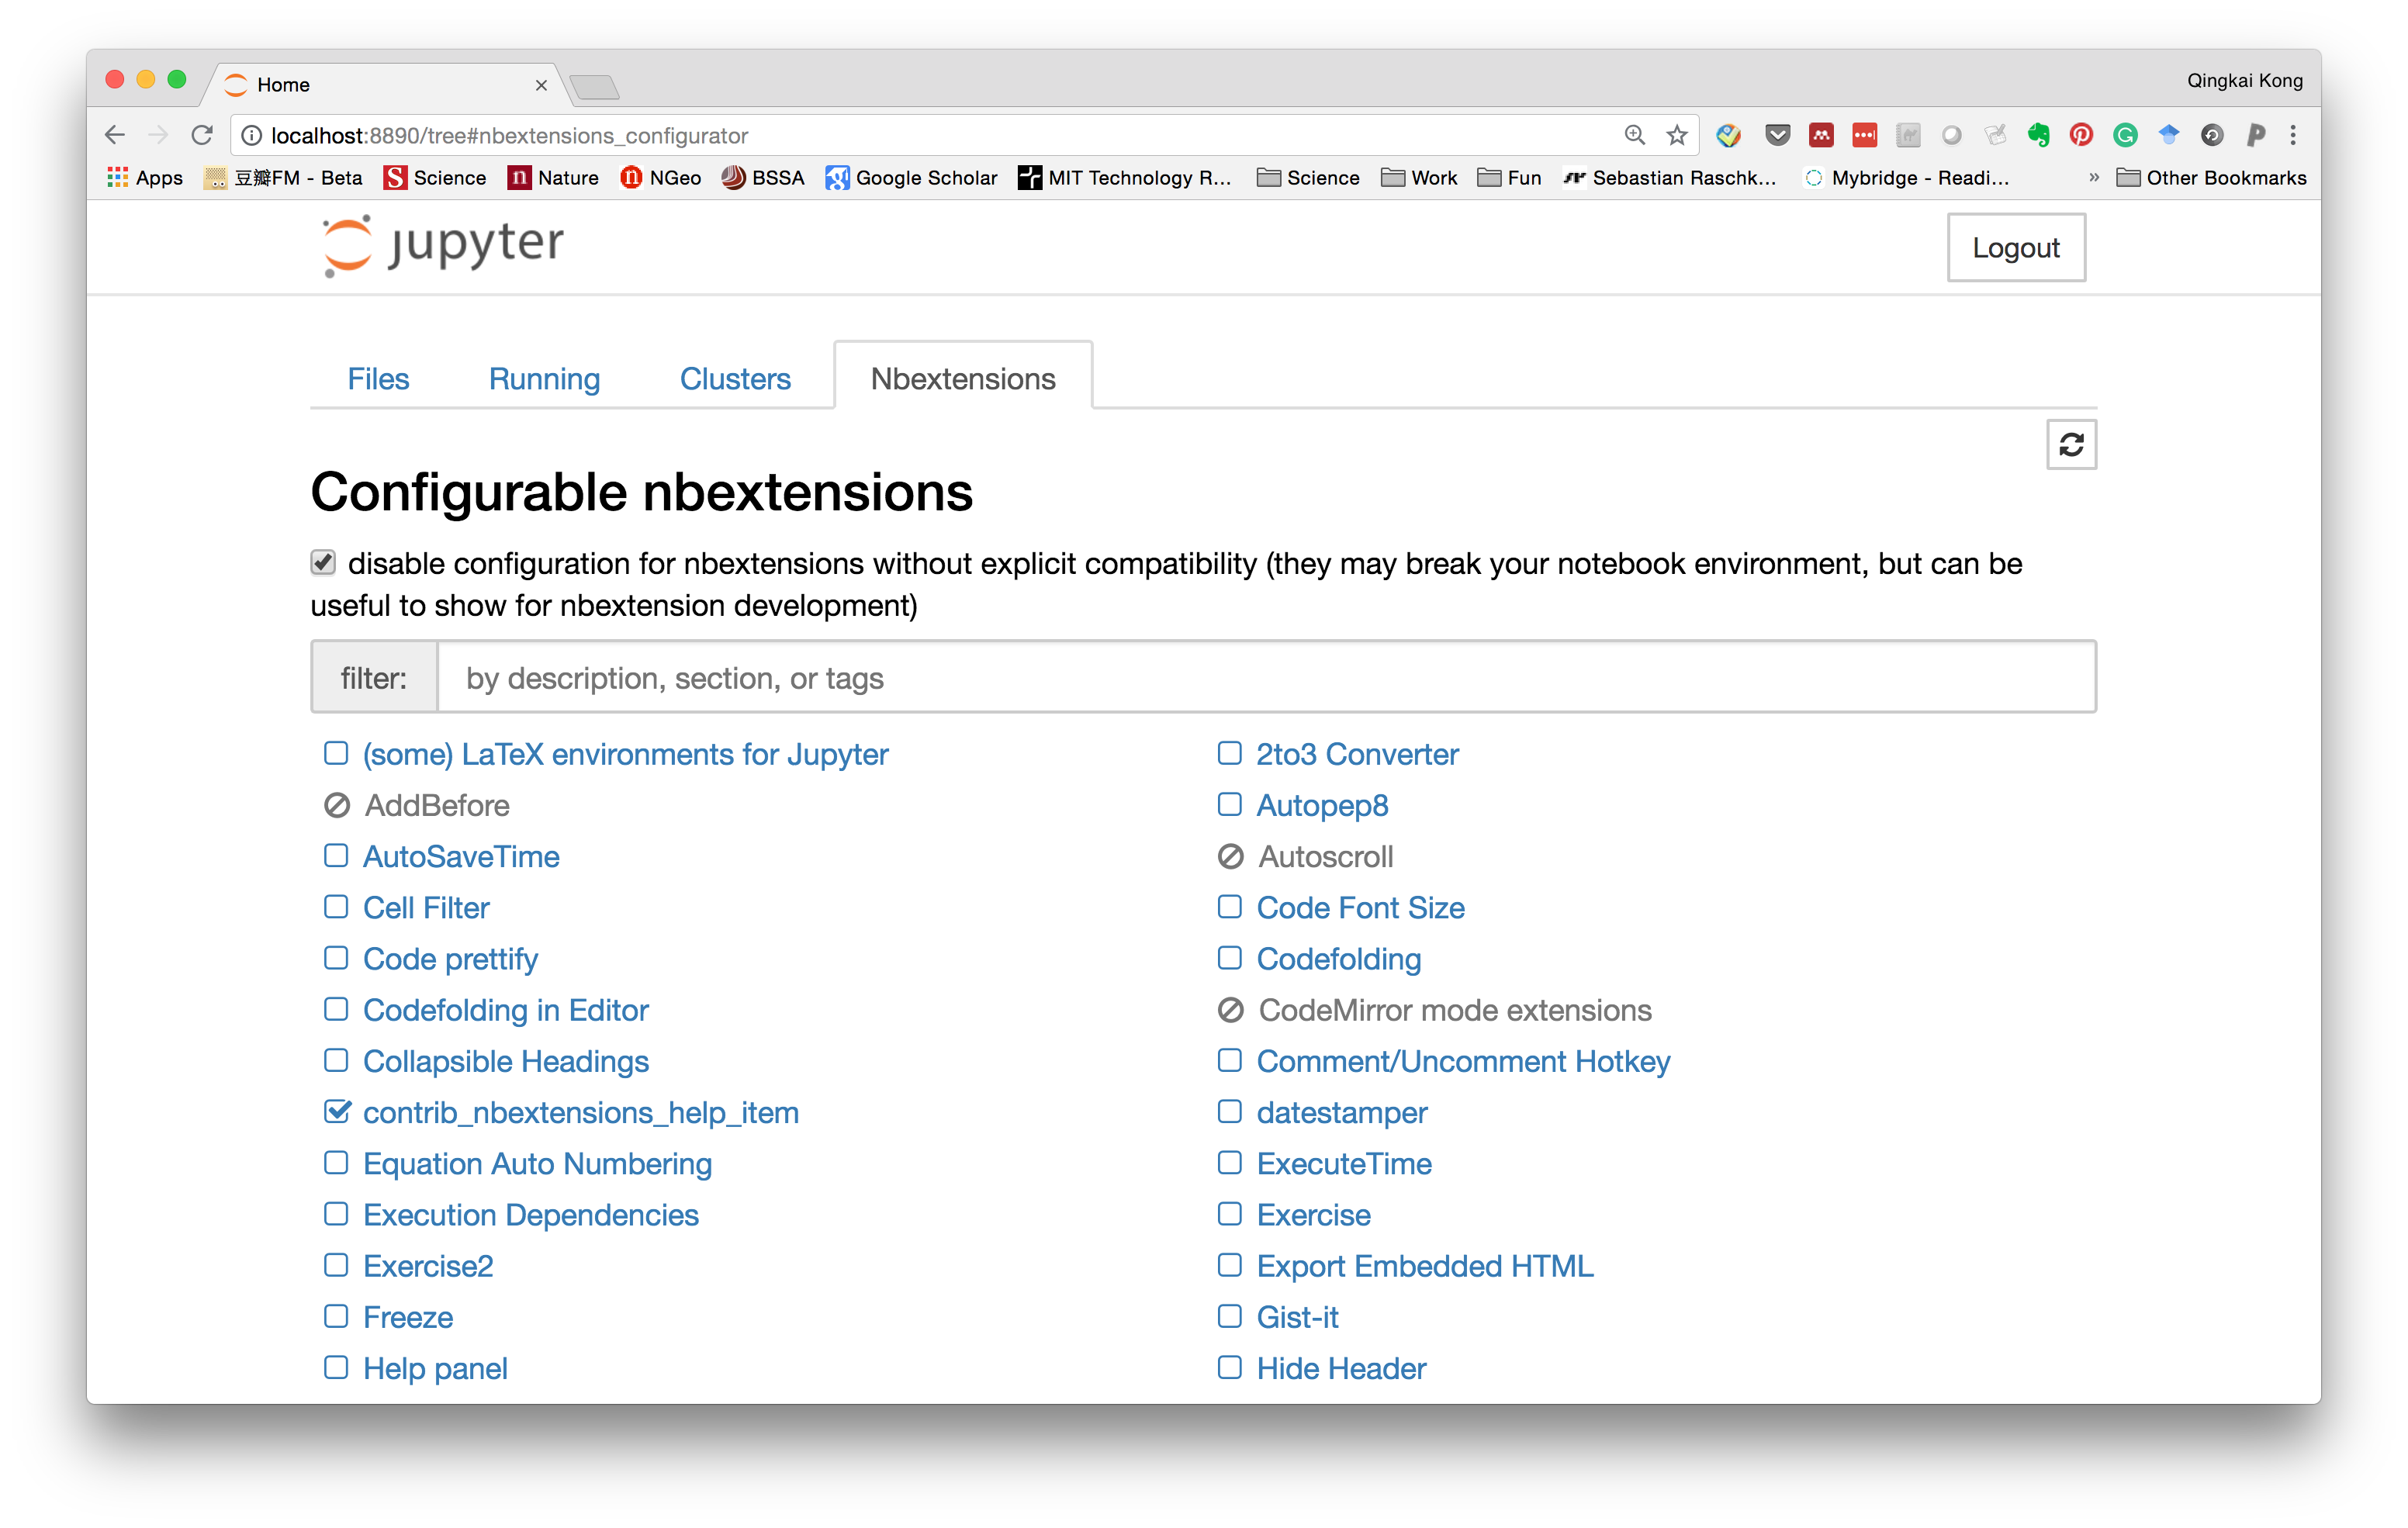 Home
Qingkai Kong
localhost:8890/tree#nbextensions_configurator
Apps 豆瓣FM - Beta Science Nature NGeo BSSA Google Scholar MIT Technology R... Science Work Fun Sebastian Raschk... Mybridge - Readi... » Other Bookmarks
jupyter
Logout
Files Running Clusters Nbextensions
Configurable nbextensions
disable configuration for nbextensions without explicit compatibility (they may break your notebook environment, but can be
useful to show for nbextension development)
filter: by description, section, or tags
(some) LaTeX environments for Jupyter
AddBefore
AutoSaveTime
Cell Filter
Code prettify
Codefolding in Editor
Collapsible Headings
contrib_nbextensions_help_item
Equation Auto Numbering
Execution Dependencies
Exercise2
Freeze
Help panel
2to3 Converter
Autopep8
Autoscroll
Code Font Size
Codefolding
CodeMirror mode extensions
Comment/Uncomment Hotkey
datestamper
ExecuteTime
Exercise
Export Embedded HTML
Gist-it
Hide Header